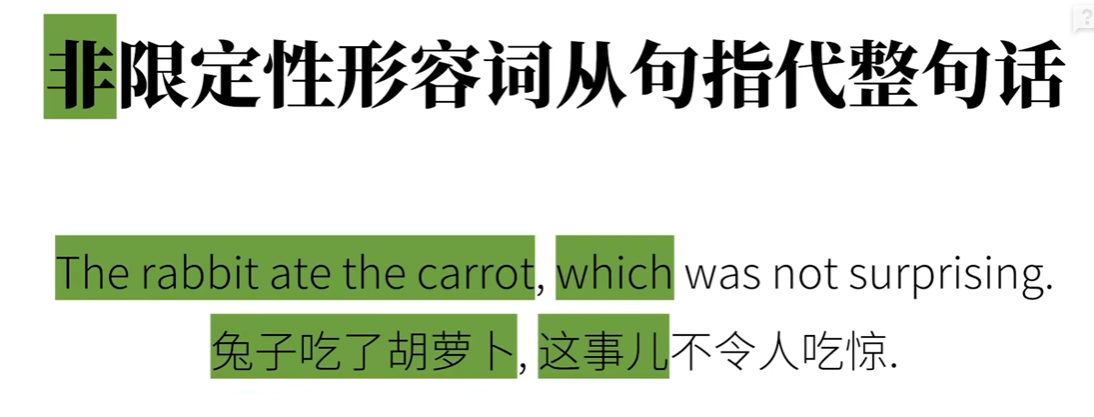 非限定性形容词从句指代整句话
The rabbit ate the carrot, which was not surprising.
兔子吃了胡萝卜, 这事儿不令人吃惊.